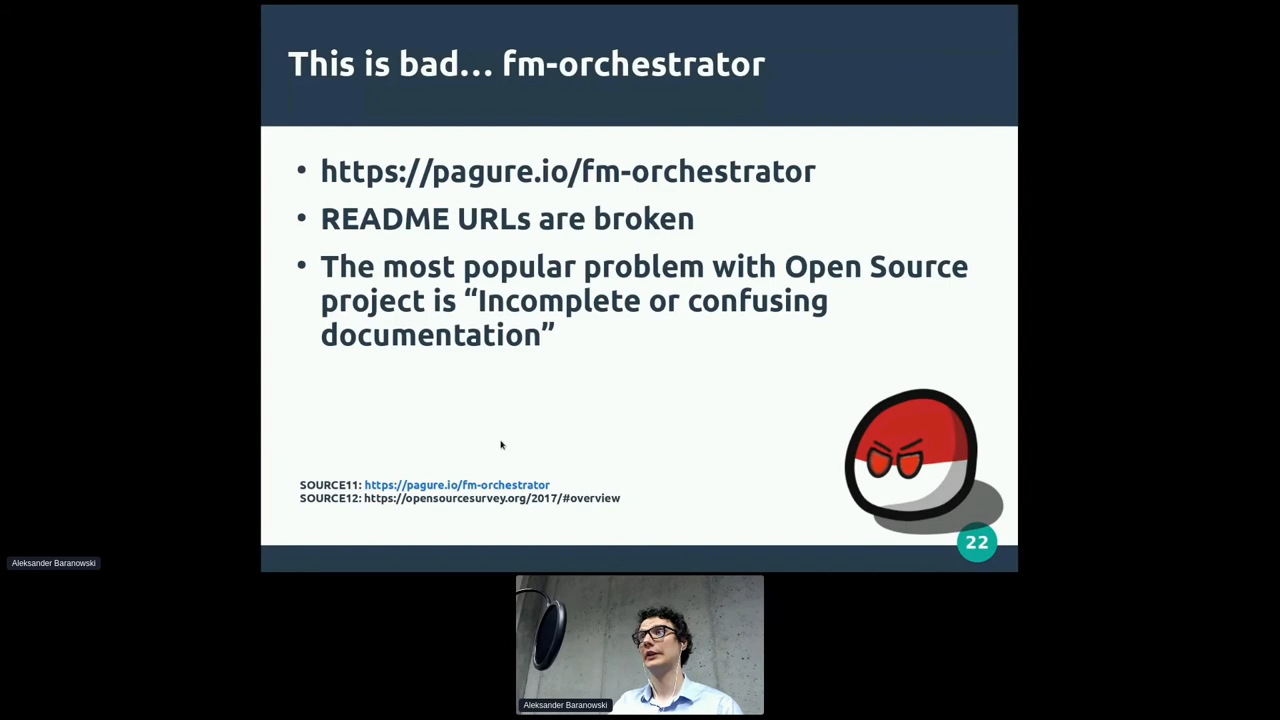 This is bad... fm-orchestrator
• https://pagure.io/fm-orchestrator
• README URLs are broken
• The most popular problem with Open Source
project is “Incomplete or confusing
documentation”
SOURCE11: https://pagure.io/fm-orchestrator
SOURCE12: https://opensourcesurvey.org/2017/#overview
22
Aleksander Baranowski
Aleksander Baranowski